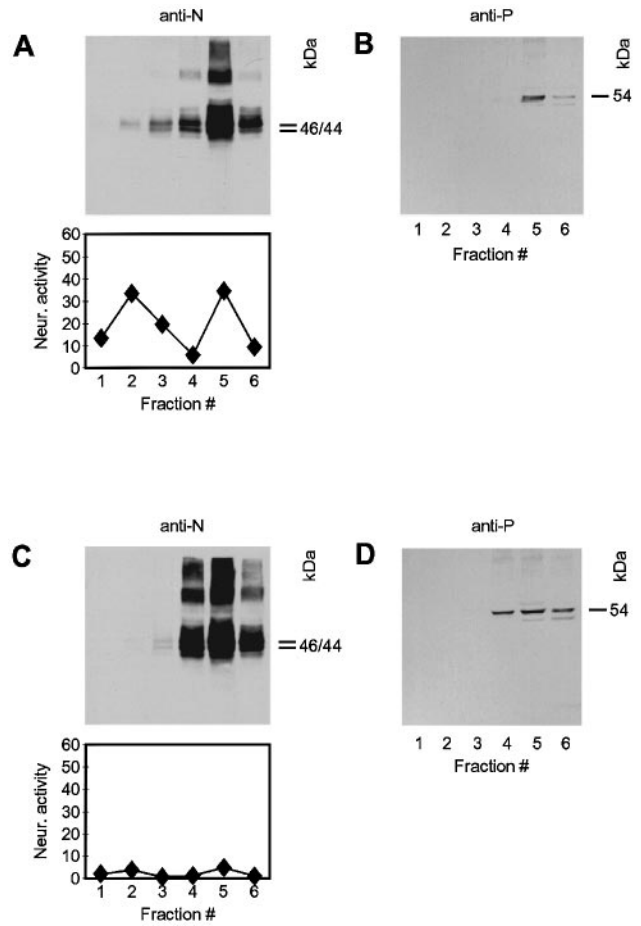 anti-N
A
kDa
46/44
60
50
40
30
20
10
0
Neur. activity
1 2 3 4 5 6
Fraction #
anti-P
B
kDa
54
1 2 3 4 5 6
Fraction #
anti-N
C
kDa
46/44
60
50
40
30
20
10
0
Neur. activity
1 2 3 4 5 6
Fraction #
anti-P
D
kDa
54
1 2 3 4 5 6
Fraction #